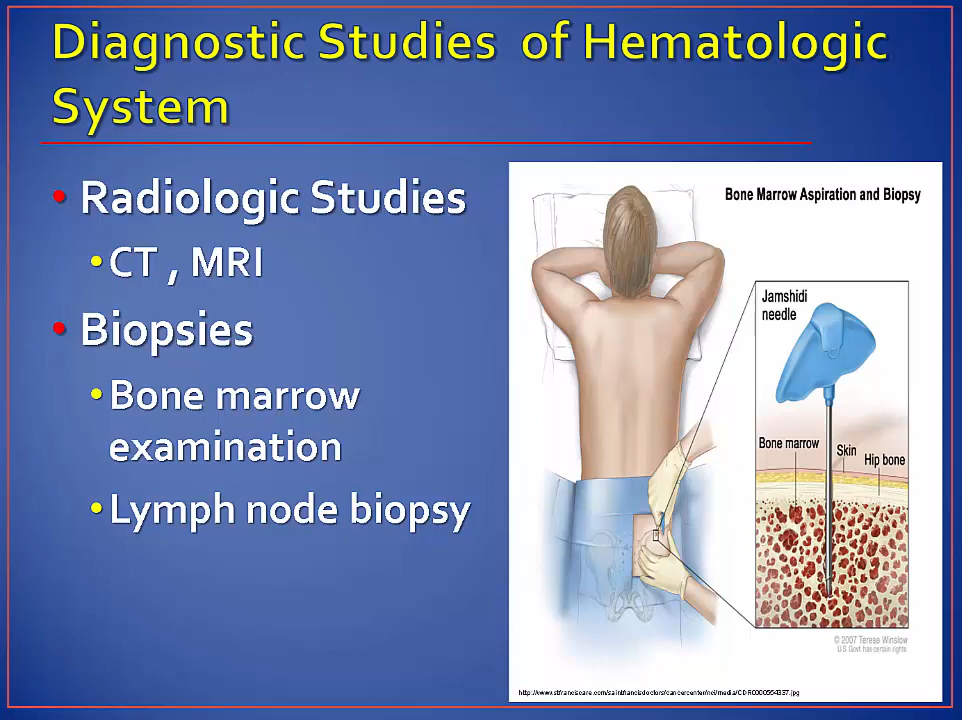 Diagnostic Studies of Hematologic
System
• Radiologic Studies
• CT , MRI
• Biopsies
• Bone marrow
examination
• Lymph node biopsy
Bone Marrow Aspiration and Biopsy
Jamshidi
needle
Bone marrow
Skin
Hip bone
© 2007 Terese Winslow
U.S. Govt. has certain rights